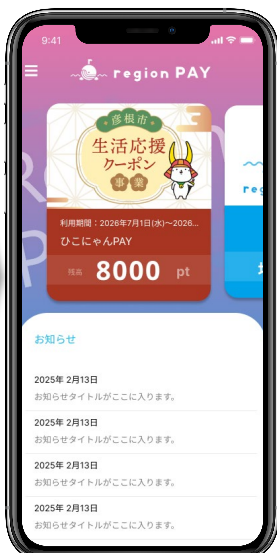 9:41
region PAY
彦根市
生活応援
クーポン
事業
利用期間：2026年7月1日(水)~2026...
ひこにゃんPAY
残高 8000 pt
お知らせ
2025年 2月13日
お知らせタイトルがここに入ります。
2025年 2月13日
お知らせタイトルがここに入ります。
2025年 2月13日
お知らせタイトルがここに入ります。
2025年 2月13日
お知らせタイトルがここに入ります。